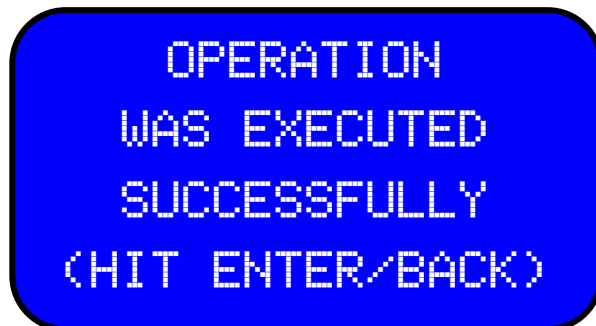 OPERATION
WAS EXECUTED
SUCCESSFULLY
(HIT ENTER/BACK)